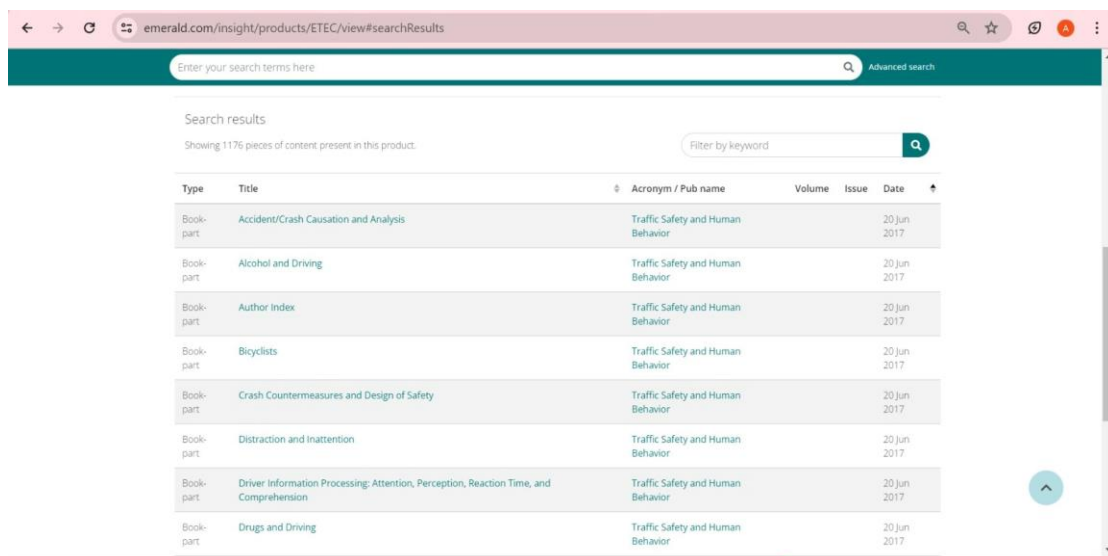 emerald.com/insight/products/ETEC/view#searchResults
A
Enter your search terms here
Advanced search
Search results
Showing 1176 pieces of content present in this product.
Filter by keyword
Type Title Acronym / Pub name Volume Issue Date
Book-
part
Accident/Crash Causation and Analysis
Traffic Safety and Human
Behavior
20 Jun
2017
Book-
part
Alcohol and Driving
Traffic Safety and Human
Behavior
20 Jun
2017
Book-
part
Author Index
Traffic Safety and Human
Behavior
20 Jun
2017
Book-
part
Bicyclists
Traffic Safety and Human
Behavior
20 Jun
2017
Book-
part
Crash Countermeasures and Design of Safety
Traffic Safety and Human
Behavior
20 Jun
2017
Book-
part
Distraction and Inattention
Traffic Safety and Human
Behavior
20 Jun
2017
Book-
part
Driver Information Processing: Attention, Perception, Reaction Time, and
Comprehension
Traffic Safety and Human
Behavior
20 Jun
2017
Book-
part
Drugs and Driving
Traffic Safety and Human
Behavior
20 Jun
2017